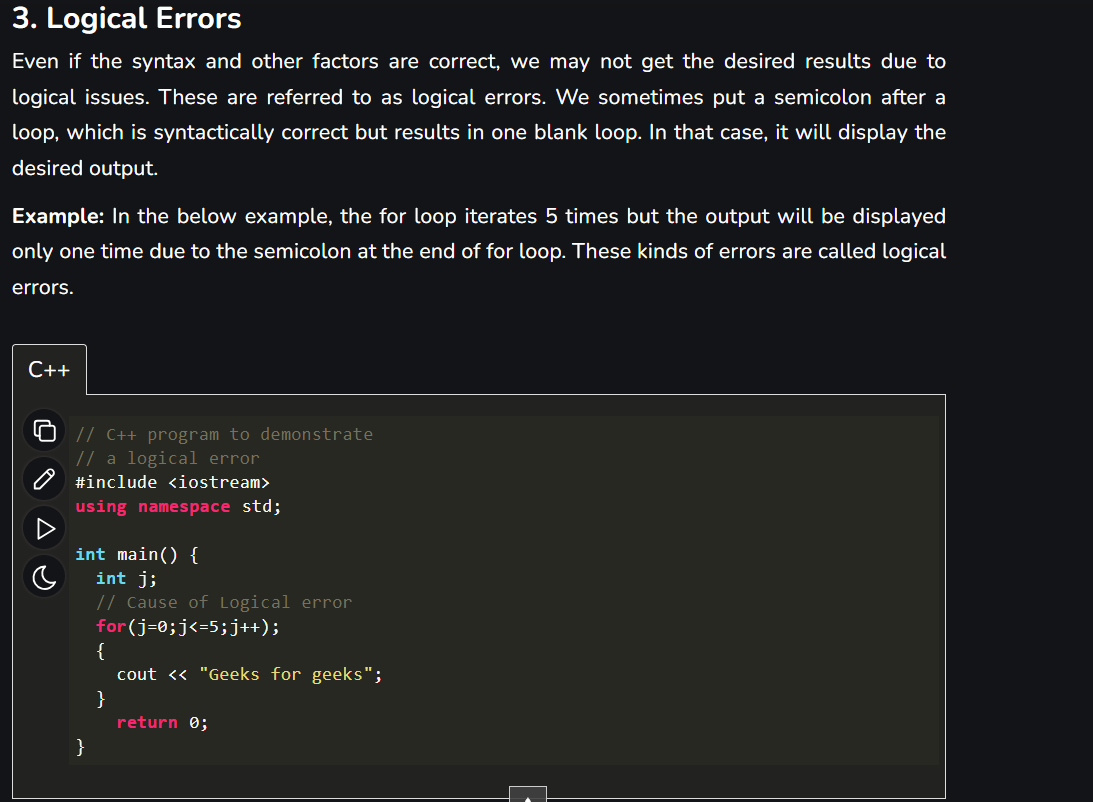 3. Logical Errors
Even if the syntax and other factors are correct, we may not get the desired results due to
logical issues. These are referred to as logical errors. We sometimes put a semicolon after a
loop, which is syntactically correct but results in one blank loop. In that case, it will display the
desired output.
Example: In the below example, the for loop iterates 5 times but the output will be displayed
only one time due to the semicolon at the end of for loop. These kinds of errors are called logical
errors.
C++
// C++ program to demonstrate
// a logical error
#include <iostream>
using namespace std;
int main() {
  int j;
  // Cause of Logical error
  for(j=0;j<=5;j++);
  {
    cout << "Geeks for geeks";
  }
    return 0;
}